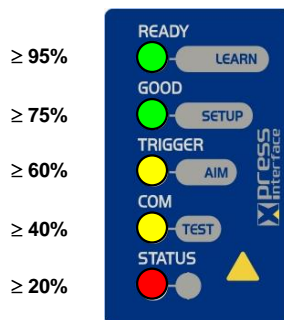 READY
≥ 95% LEARN
GOOD
≥ 75% SETUP
TRIGGER
≥ 60% AIM
COM
≥ 40% TEST
STATUS
≥ 20%
Xpress
interface